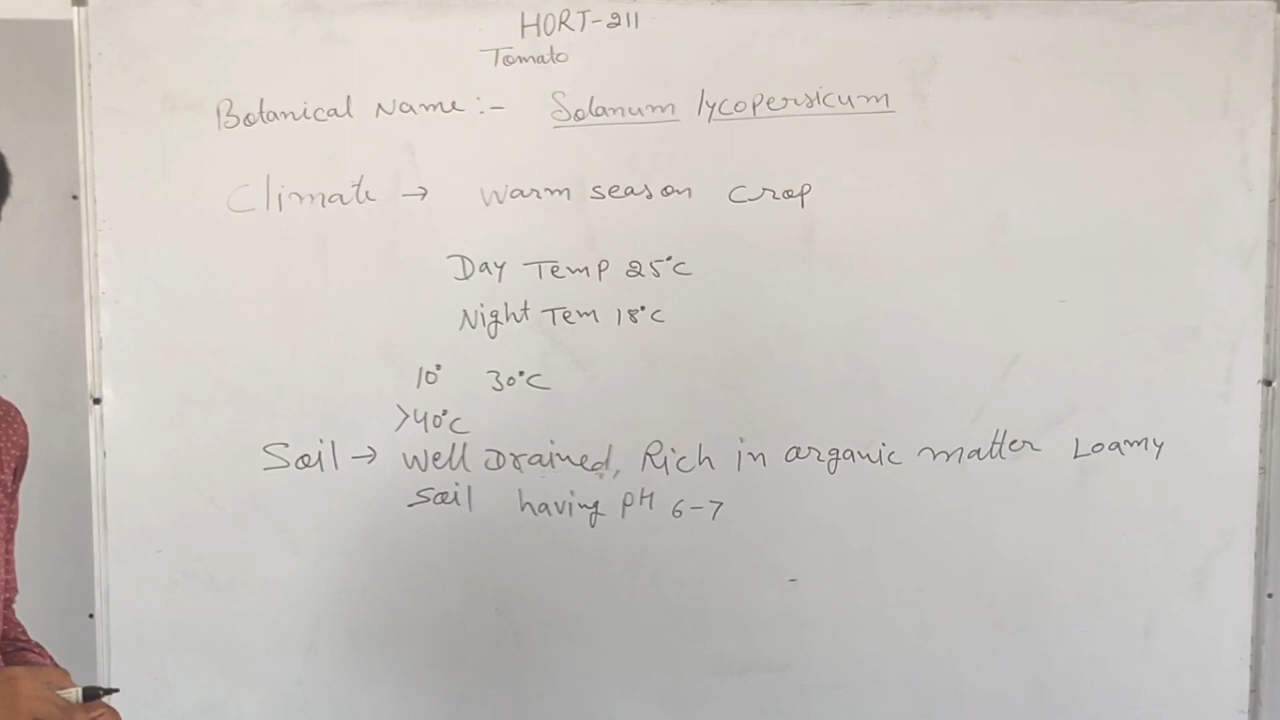 HORT-211
Tomato
Botanical Name :- Solanum lycopersicum
Climate → warm season crop
Day Temp 25°C
Night Tem 18°C
10° 30°C
>40°C
Soil → Well Drained, Rich in organic matter Loamy
Soil having pH 6-7